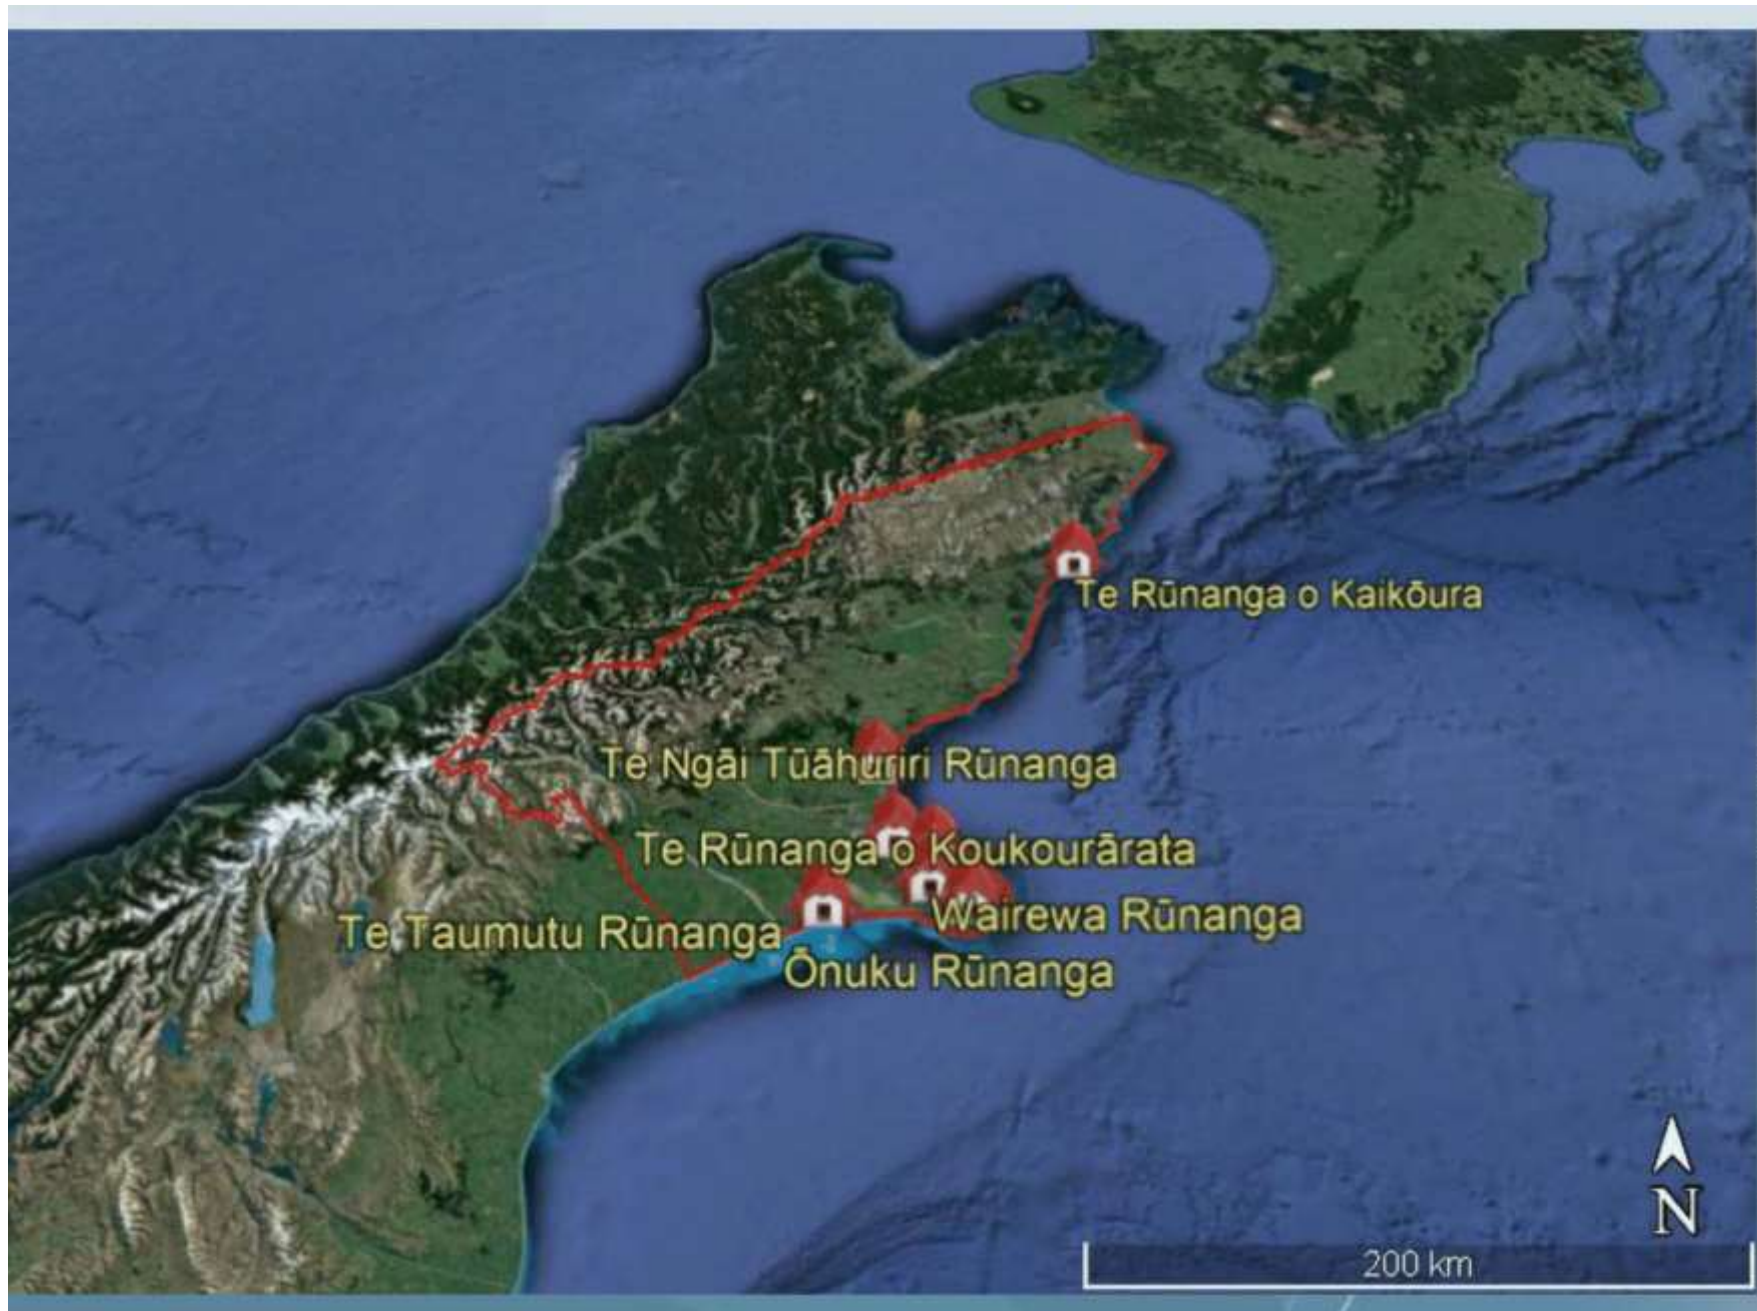 Te Rūnanga o Kaikōura
Te Ngāi Tūāhuriri Rūnanga
Te Rūnanga o Koukourārata
Wairewa Rūnanga
Te Taumutu Rūnanga
Ōnuku Rūnanga
N
200 km